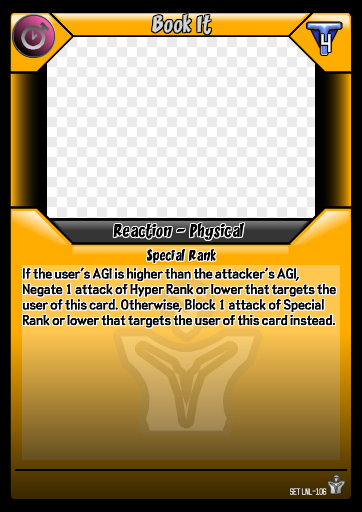 Book It
4
Reaction - Physical
Special Rank
If the user's AGI is higher than the attacker's AGI,
Negate 1 attack of Hyper Rank or lower that targets the
user of this card. Otherwise, Block 1 attack of Special
Rank or lower that targets the user of this card instead.
SET LNL-106